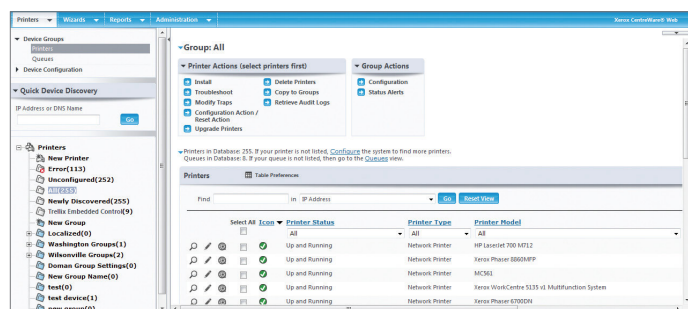 Printers Wizards Reports Administration Xerox CentreWare® Web
Device Groups
Printers
Queues
Device Configuration
Quick Device Discovery
IP Address or DNS Name
Go
Printers
New Printer
Error(113)
Unconfigured(252)
All(255)
Newly Discovered(255)
Trellix Embedded Control(9)
New Group
Localized(0)
Washington Groups(1)
Wilsonville Groups(2)
Doman Group Settings(0)
New Group Name(0)
test(0)
test device(1)
new group(0)
Group: All
Printer Actions (select printers first)
Install
Troubleshoot
Modify Traps
Configuration Action /
Reset Action
Upgrade Printers
Delete Printers
Copy to Groups
Retrieve Audit Logs
Group Actions
Configuration
Status Alerts
Printers in Database: 255. If your printer is not listed, Configure the system to find more printers.
Queues in Database: 8. If your queue is not listed, then go to the Queues view.
Printers Table Preferences
Find in IP Address Go Reset View
Select All Icon Printer Status Printer Type Printer Model
All All All
Up and Running Network Printer HP LaserJet 700 M712
Up and Running Network Printer Xerox Phaser 8860MFP
Up and Running Network Printer MC561
Up and Running Network Printer Xerox WorkCentre 5135 v1 Multifunction System
Up and Running Network Printer Xerox Phaser 6700DN